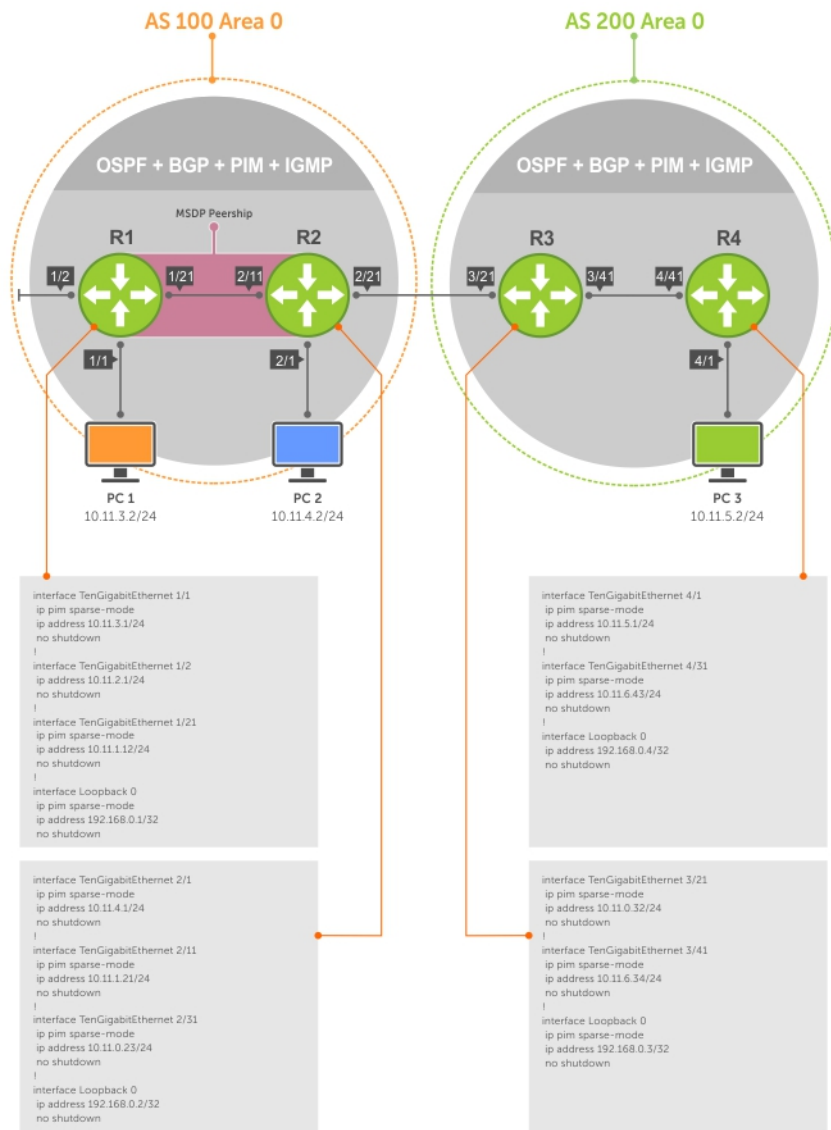 AS 100 Area 0
AS 200 Area 0
OSPF + BGP + PIM + IGMP
OSPF + BGP + PIM + IGMP
MSDP Peership
R1
R2
R3
R4
1/2
1/21
2/11
2/21
3/21
3/41
4/41
1/1
2/1
4/1
PC 1
10.11.3.2/24
PC 2
10.11.4.2/24
PC 3
10.11.5.2/24
interface TenGigabitEthernet 1/1
ip pim sparse-mode
ip address 10.11.3.1/24
no shutdown
!
interface TenGigabitEthernet 1/2
ip address 10.11.2.1/24
no shutdown
!
interface TenGigabitEthernet 1/21
ip pim sparse-mode
ip address 10.11.1.12/24
no shutdown
!
interface Loopback 0
ip pim sparse-mode
ip address 192.168.0.1/32
no shutdown
interface TenGigabitEthernet 4/1
ip pim sparse-mode
ip address 10.11.5.1/24
no shutdown
!
interface TenGigabitEthernet 4/31
ip pim sparse-mode
ip address 10.11.6.43/24
no shutdown
!
interface Loopback 0
ip address 192.168.0.4/32
no shutdown
interface TenGigabitEthernet 2/1
ip pim sparse-mode
ip address 10.11.4.1/24
no shutdown
!
interface TenGigabitEthernet 2/11
ip pim sparse-mode
ip address 10.11.1.21/24
no shutdown
!
interface TenGigabitEthernet 2/31
ip pim sparse-mode
ip address 10.11.0.23/24
no shutdown
!
interface Loopback 0
ip address 192.168.0.2/32
no shutdown
interface TenGigabitEthernet 3/21
ip pim sparse-mode
ip address 10.11.0.32/24
no shutdown
!
interface TenGigabitEthernet 3/41
ip pim sparse-mode
ip address 10.11.6.34/24
no shutdown
!
interface Loopback 0
ip pim sparse-mode
ip address 192.168.0.3/32
no shutdown